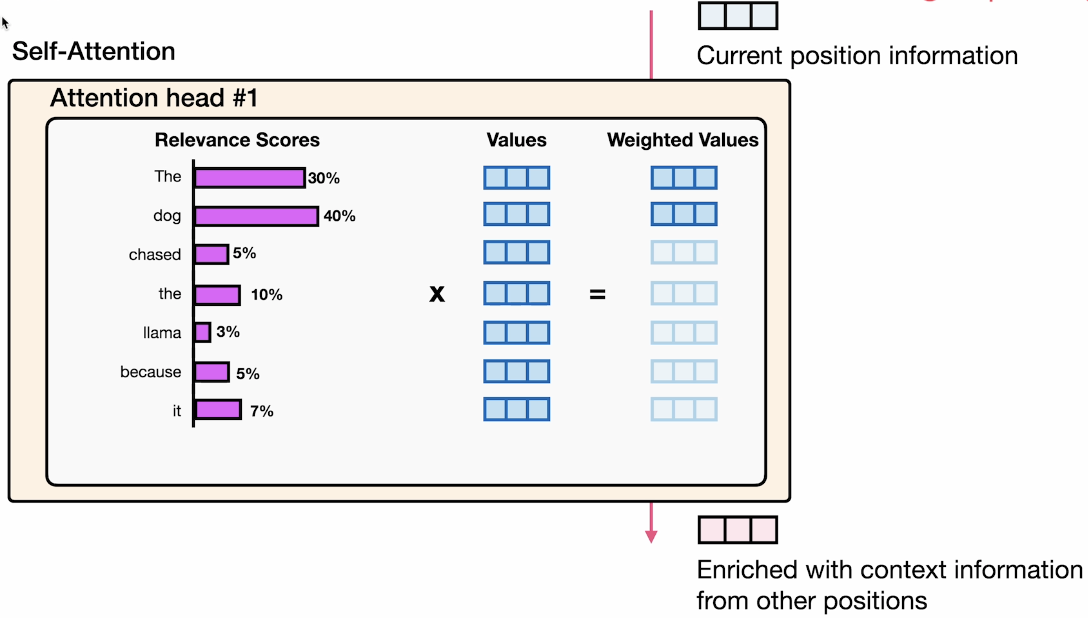 Current position information
Self-Attention
Attention head #1
Relevance Scores Values Weighted Values
The 30%
dog 40%
chased 5%
the 10%
x =
llama 3%
because 5%
it 7%
Enriched with context information
from other positions